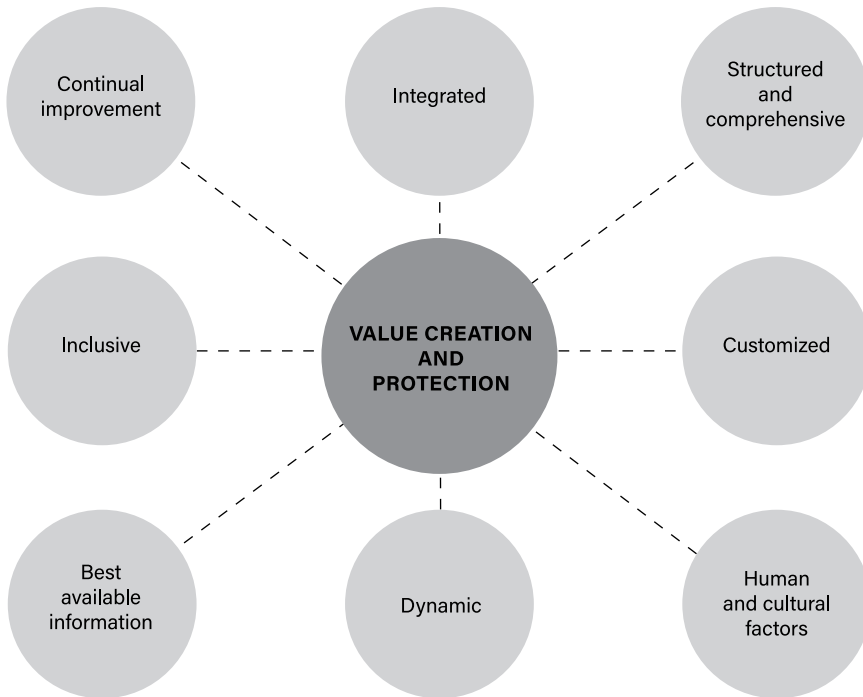 Continual
improvement
Integrated
Structured
and
comprehensive
Inclusive
VALUE CREATION
AND
PROTECTION
Customized
Best
available
information
Dynamic
Human
and cultural
factors